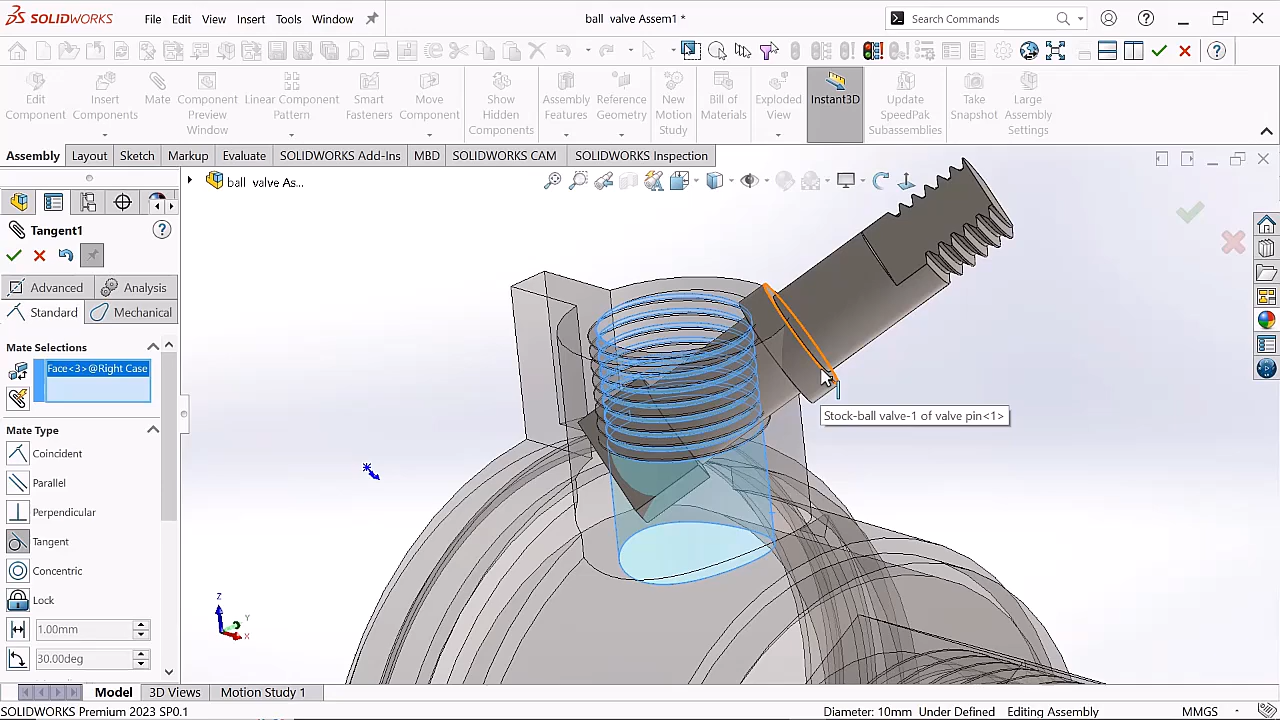 SOLIDWORKS
File Edit View Insert Tools Window
ball valve Assem1 *
Search Commands
Edit Component
Insert Components
Mate
Component Preview Window
Linear Component Pattern
Smart Fasteners
Move Component
Show Hidden Components
Assembly Features
Reference Geometry
New Motion Study
Bill of Materials
Exploded View
Instant3D
Update SpeedPak Subassemblies
Take Snapshot
Large Assembly Settings
Assembly Layout Sketch Markup Evaluate SOLIDWORKS Add-Ins MBD SOLIDWORKS CAM SOLIDWORKS Inspection
ball valve As...
Tangent1
Advanced Analysis
Standard Mechanical
Mate Selections
Face<3>@Right Case
Mate Type
Coincident
Parallel
Perpendicular
Tangent
Concentric
Lock
1.00mm
30.00deg
Stock-ball valve-1 of valve pin<1>
Z
Y
X
Model 3D Views Motion Study 1
SOLIDWORKS Premium 2023 SP0.1
Diameter: 10mm Under Defined Editing Assembly MMGS